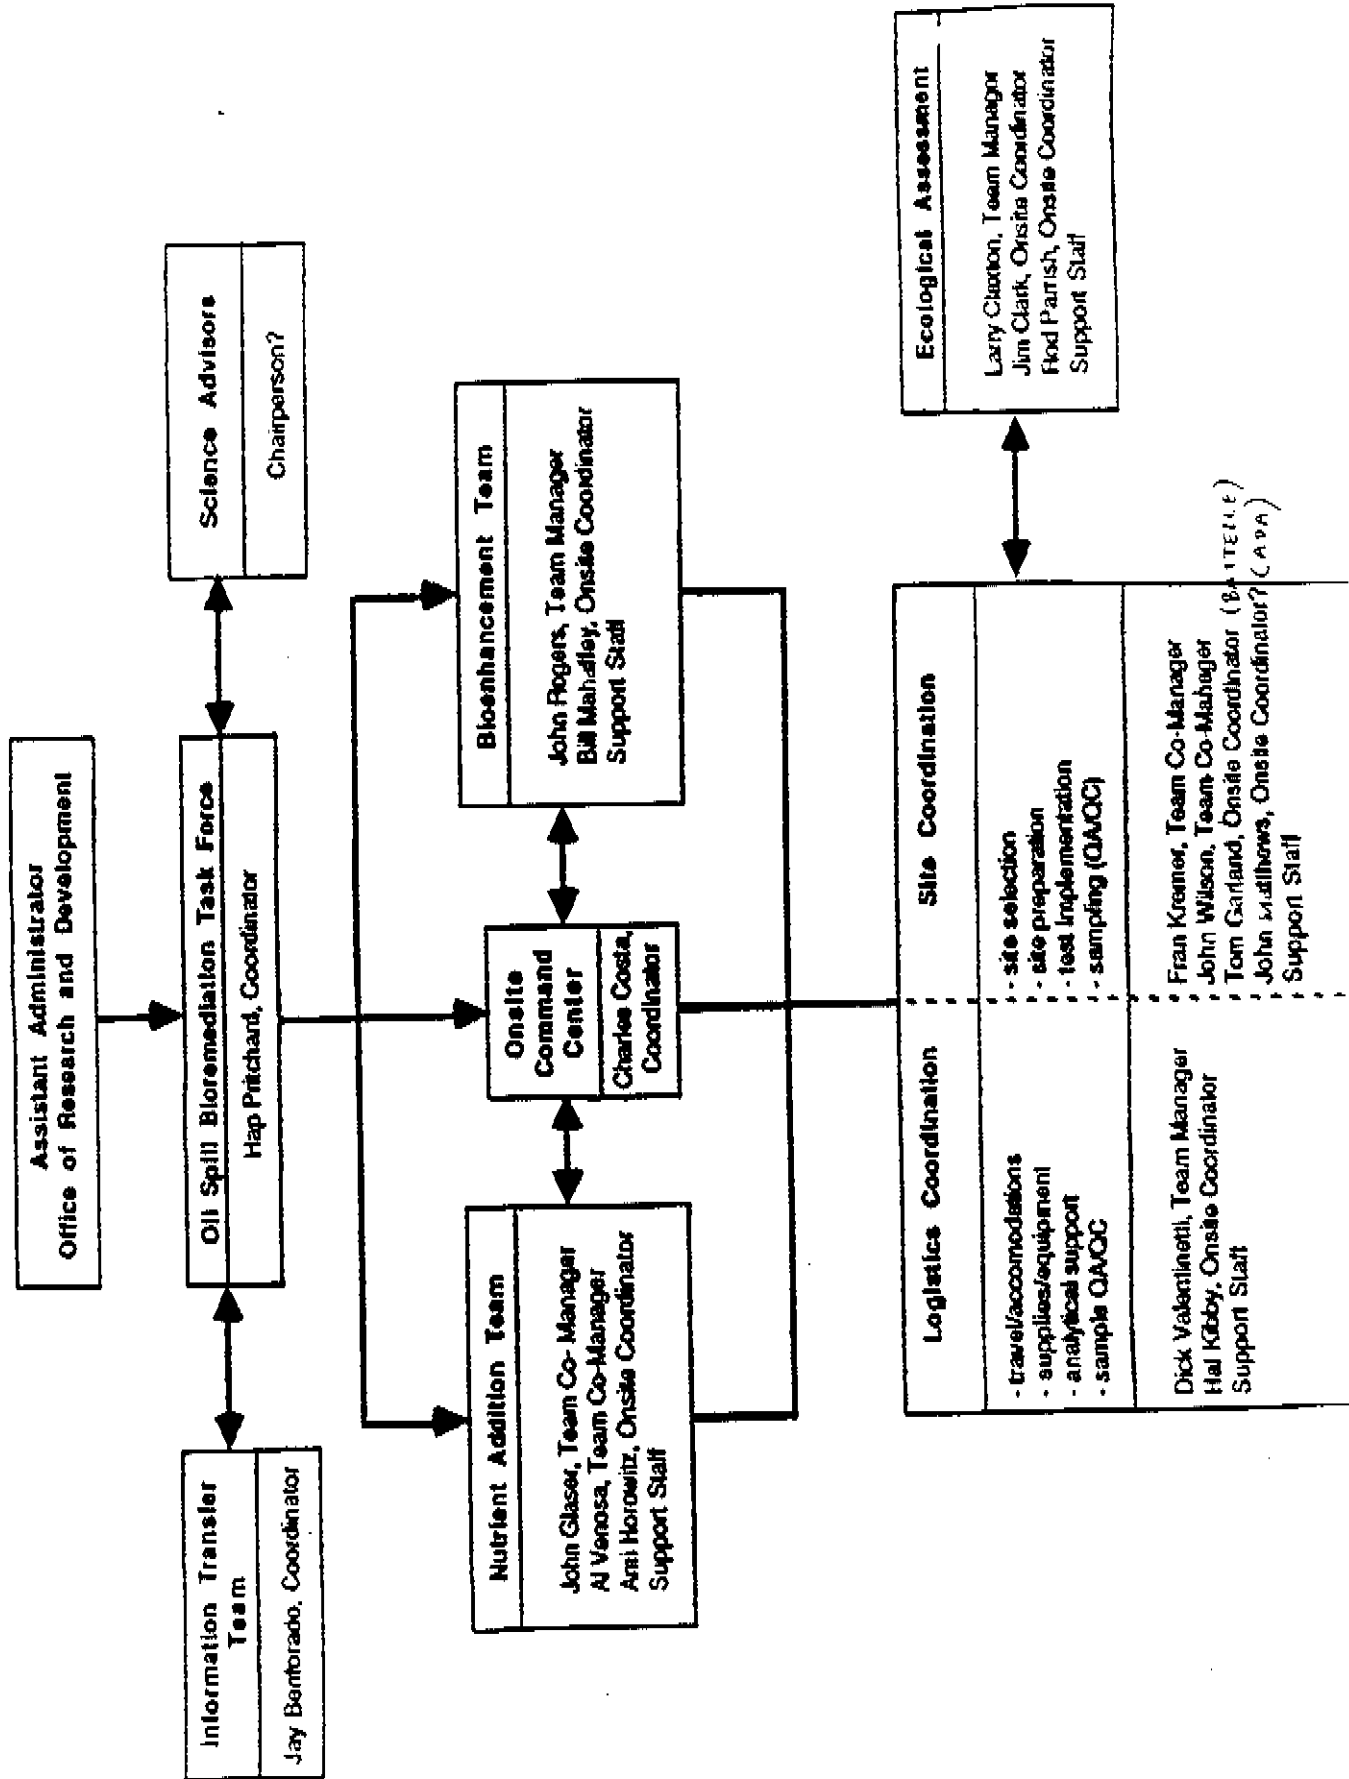 Assistant Administrator
Office of Research and Development
Information Transfer
Team
Jay Benforado, Coordinator
Oil Spill Bioremediation Task Force
Hap Pritchard, Coordinator
Science Advisors
Chairperson?
Nutrient Addition Team
John Glaser, Team Co-Manager
Al Venosa, Team Co-Manager
Ami Horowitz, Onsite Coordinator
Support Staff
Onsite
Command
Center
Charles Costa,
Coordinator
Bioenhancement Team
John Rogers, Team Manager
Bill Mahaffey, Onsite Coordinator
Support Staff
Logistics Coordination
- travel/accomodations
- supplies/equipment
- analytical support
- sample QA/QC
Dick Valentinetti, Team Manager
Hal Kibby, Onsite Coordinator
Support Staff
Site Coordination
- site selection
- site preparation
- test implementation
- sampling (QA/QC)
Fran Kremer, Team Co-Manager
John Wilson, Team Co-Manager
Tom Garland, Onsite Coordinator (BATTELLE)
John Matthews, Onsite Coordinator? (ADA)
Support Staff
Ecological Assessment
Larry Claxton, Team Manager
Jim Clark, Onsite Coordinator
Rod Parrish, Onsite Coordinator
Support Staff